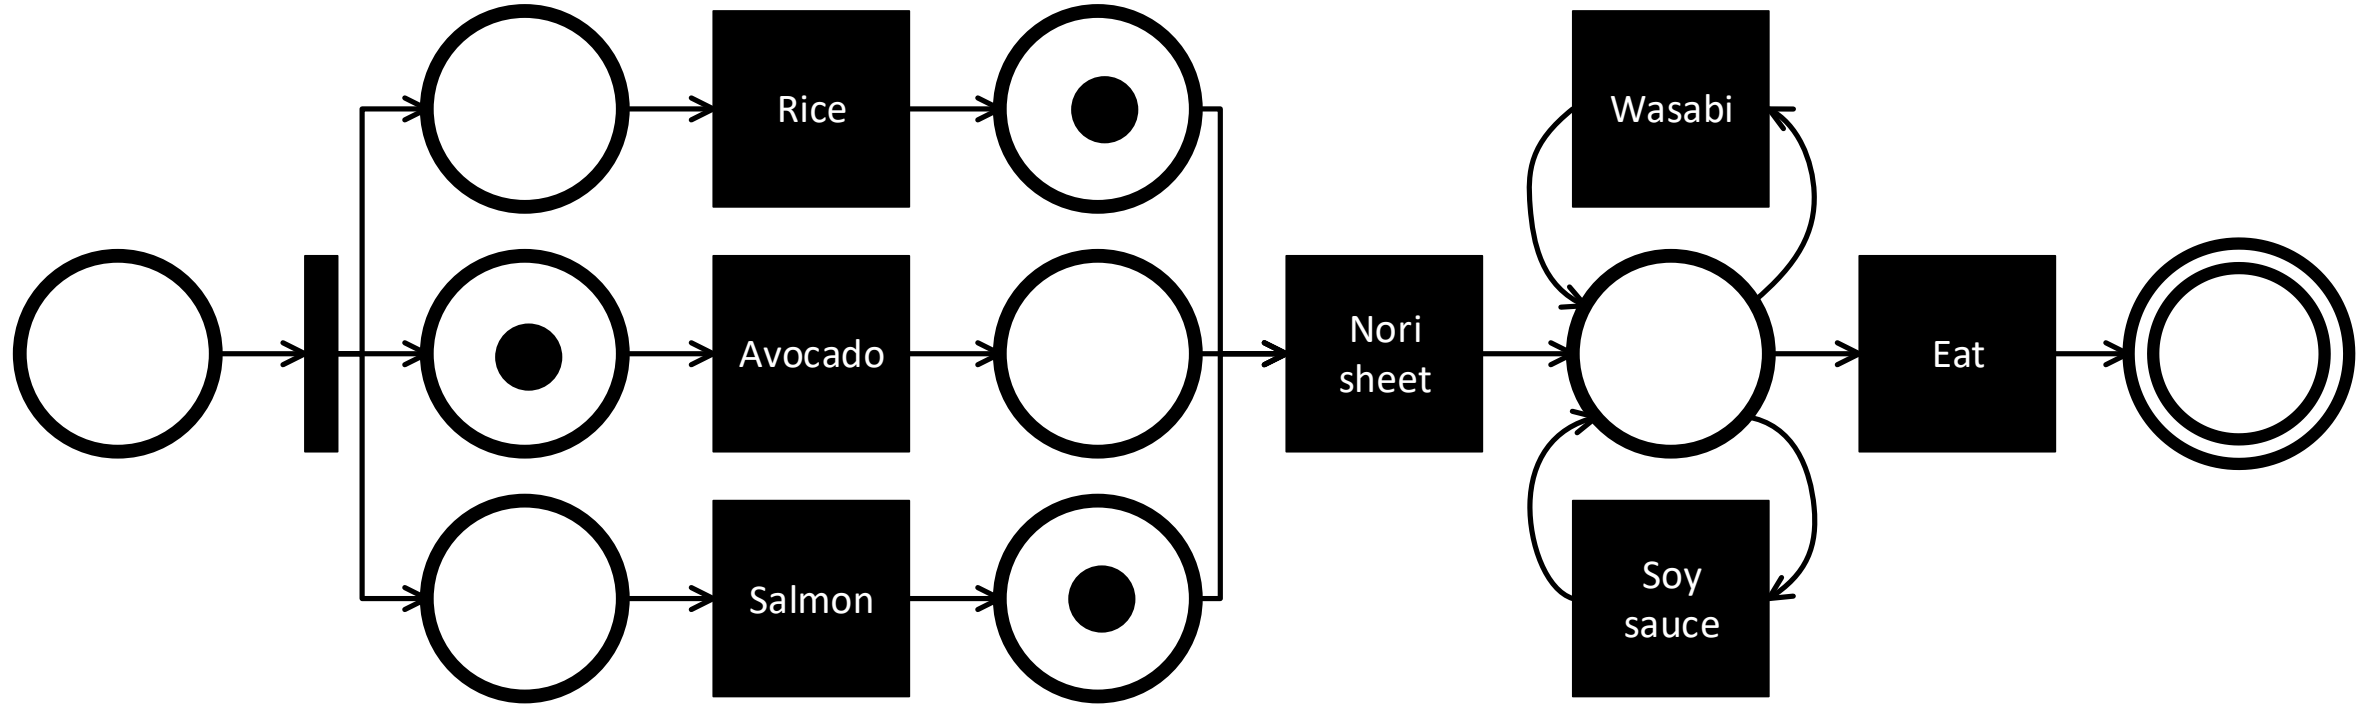 Rice
Wasabi
Avocado
Nori
sheet
Eat
Salmon
Soy
sauce